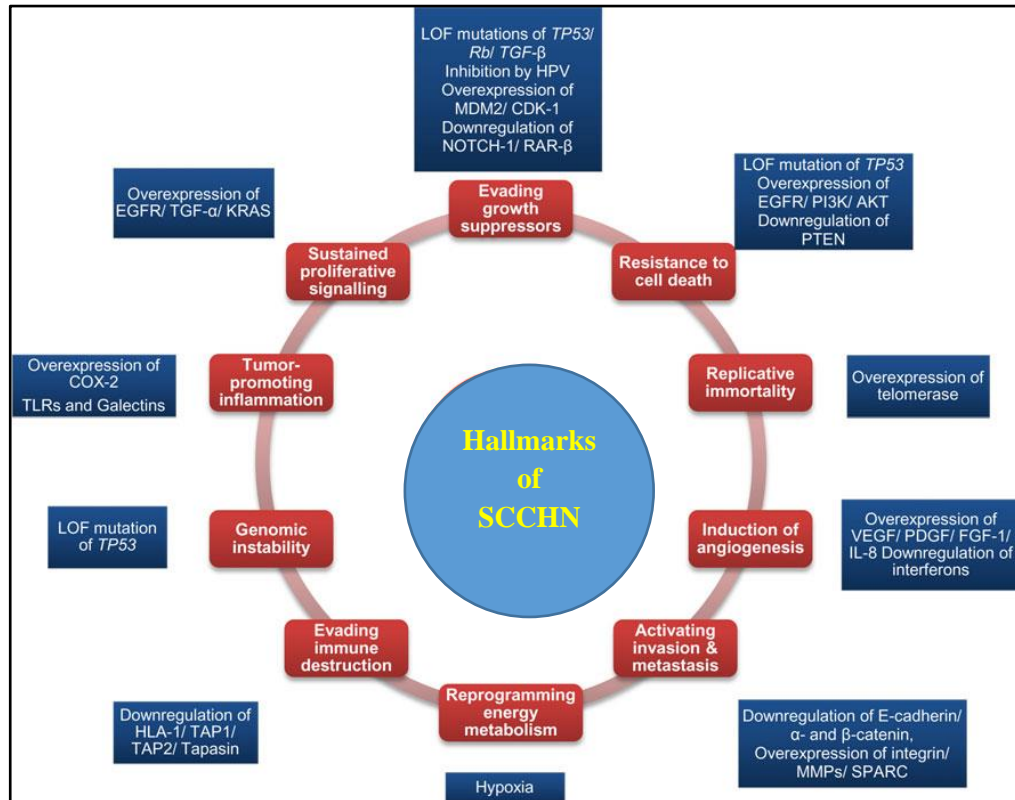 LOF mutations of TP53/
Rb/ TGF-β
Inhibition by HPV
Overexpression of
MDM2/ CDK-1
Downregulation of
NOTCH-1/ RAR-β
Evading
growth
suppressors
LOF mutation of TP53
Overexpression of
EGFR/ PI3K/ AKT
Downregulation of
PTEN
Resistance to
cell death
Replicative
immortality
Overexpression of
telomerase
Induction of
angiogenesis
Overexpression of
VEGF/ PDGF/ FGF-1/
IL-8 Downregulation of
interferons
Activating
invasion &
metastasis
Downregulation of E-cadherin/
α- and β-catenin,
Overexpression of integrin/
MMPs/ SPARC
Reprogramming
energy
metabolism
Hypoxia
Evading
immune
destruction
Downregulation of
HLA-1/ TAP1/
TAP2/ Tapasin
Genomic
instability
LOF mutation
of TP53
Tumor-
promoting
inflammation
Overexpression of
COX-2
TLRs and Galectins
Sustained
proliferative
signalling
Overexpression of
EGFR/ TGF-α/ KRAS
Hallmarks
of
SCCHN